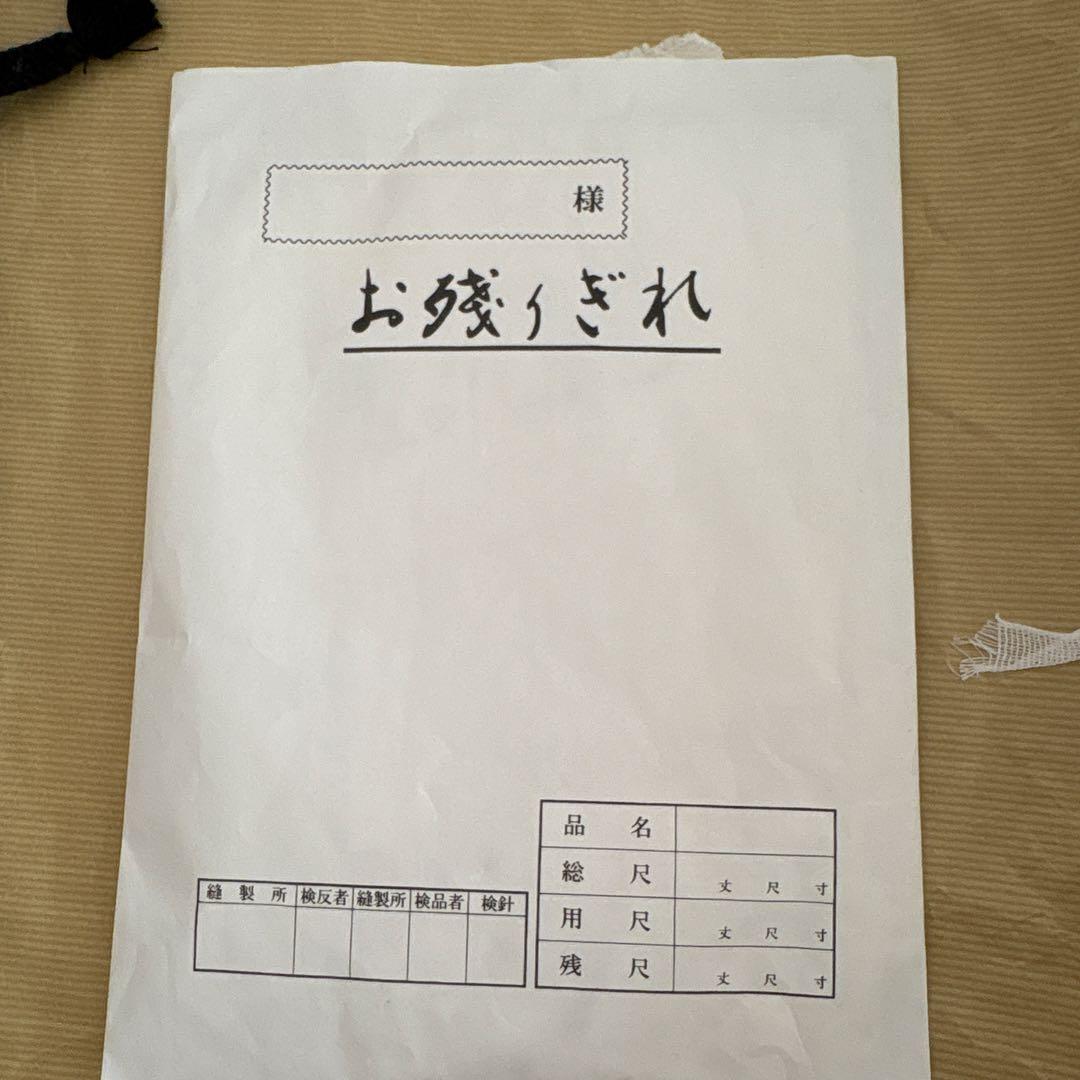 様
お残りぎれ
品 名
総 尺 丈 尺 寸
用 尺 丈 尺 寸
残 尺 丈 尺 寸
縫 製 所 検反者 縫製所 検品者 検針